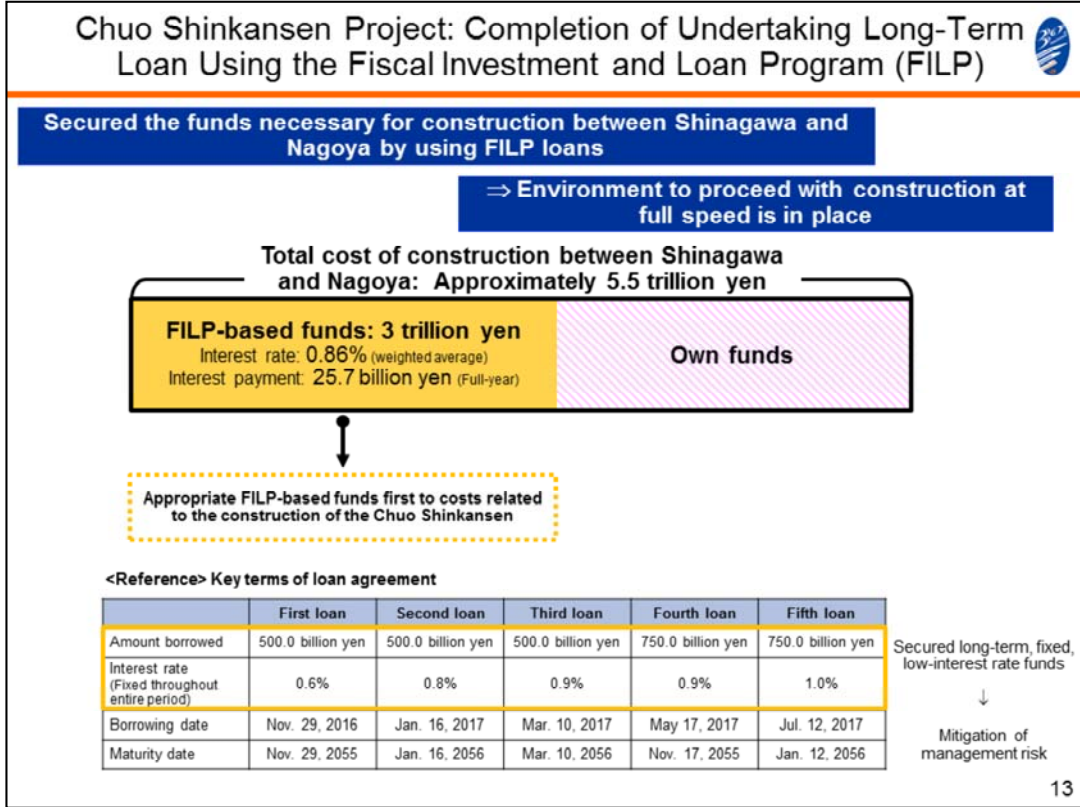 Chuo Shinkansen Project: Completion of Undertaking Long-Term
Loan Using the Fiscal Investment and Loan Program (FILP)
Secured the funds necessary for construction between Shinagawa and
Nagoya by using FILP loans
⇒ Environment to proceed with construction at
full speed is in place
Total cost of construction between Shinagawa
and Nagoya: Approximately 5.5 trillion yen
FILP-based funds: 3 trillion yen
Interest rate: 0.86% (weighted average)
Interest payment: 25.7 billion yen (Full-year)
Own funds
Appropriate FILP-based funds first to costs related
to the construction of the Chuo Shinkansen
<Reference> Key terms of loan agreement
First loan Second loan Third loan Fourth loan Fifth loan
Amount borrowed 500.0 billion yen 500.0 billion yen 500.0 billion yen 750.0 billion yen 750.0 billion yen
Interest rate
(Fixed throughout
entire period) 0.6% 0.8% 0.9% 0.9% 1.0%
Borrowing date Nov. 29, 2016 Jan. 16, 2017 Mar. 10, 2017 May 17, 2017 Jul. 12, 2017
Maturity date Nov. 29, 2055 Jan. 16, 2056 Mar. 10, 2056 Nov. 17, 2055 Jan. 12, 2056
Secured long-term, fixed,
low-interest rate funds
↓
Mitigation of
management risk
13